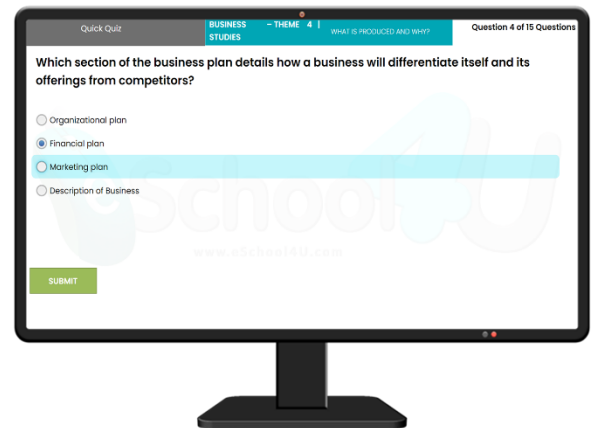 Quick Quiz
BUSINESS – THEME 4 |
STUDIES
WHAT IS PRODUCED AND WHY?
Question 4 of 15 Questions
Which section of the business plan details how a business will differentiate itself and its
offerings from competitors?
Organizational plan
Financial plan
Marketing plan
Description of Business
eSchool4U
www.eSchool4U.com
SUBMIT